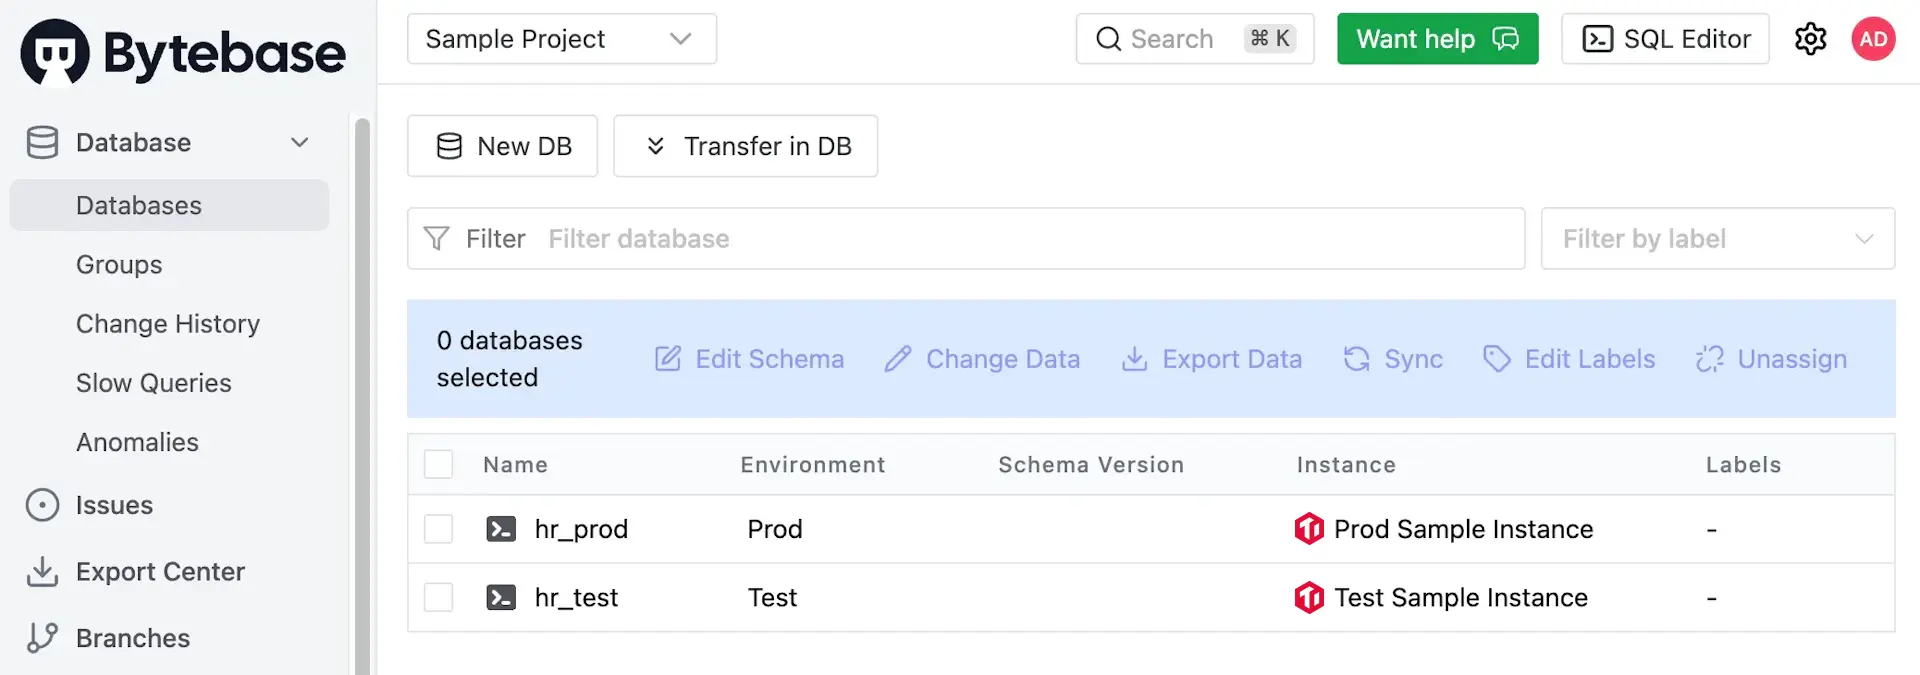 Bytebase
Sample Project
Search ⌘ K
Want help
SQL Editor
AD
Database
Databases
Groups
Change History
Slow Queries
Anomalies
Issues
Export Center
Branches
New DB
Transfer in DB
Filter Filter database
Filter by label
0 databases
selected
Edit Schema
Change Data
Export Data
Sync
Edit Labels
Unassign
Name Environment Schema Version Instance Labels
hr_prod Prod Prod Sample Instance -
hr_test Test Test Sample Instance -